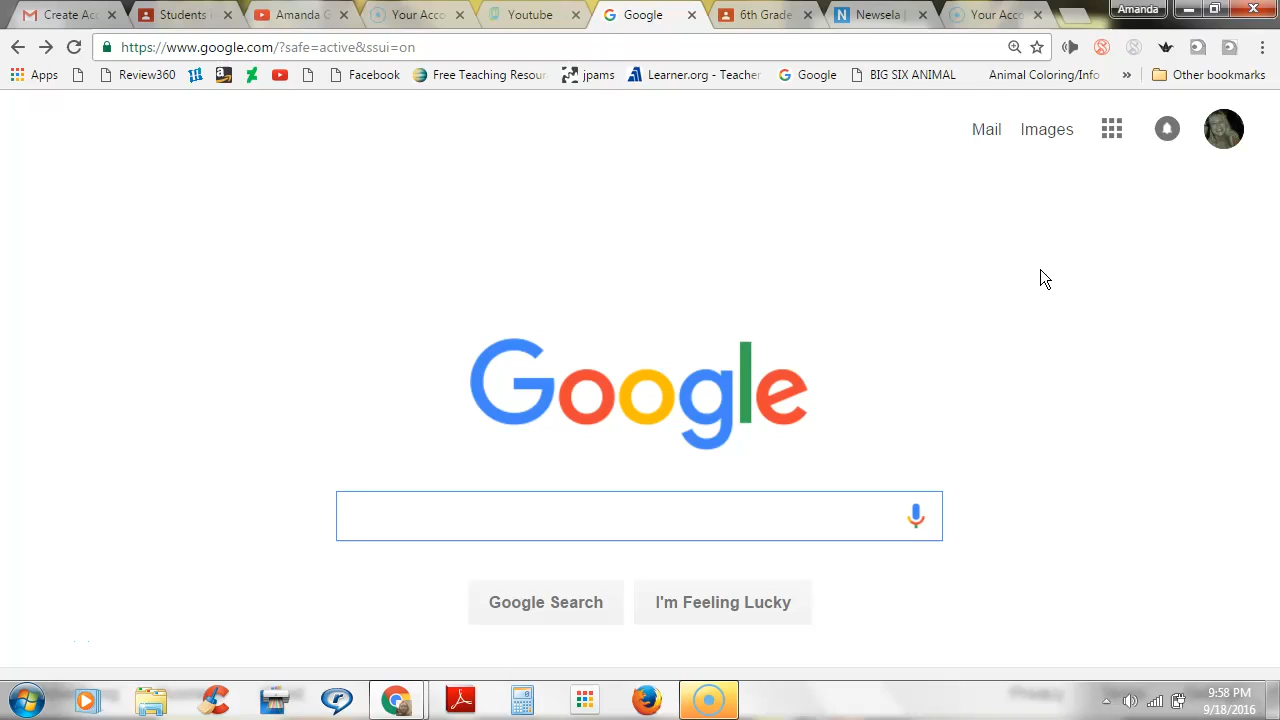 Create Acc
Students i
Amanda G
Your Acco
Youtube
Google
6th Grade
Newsela |
Your Acco
Amanda
https://www.google.com/?safe=active&ssui=on
Apps Review360 Facebook Free Teaching Resour jpams Learner.org - Teacher Google BIG SIX ANIMAL Animal Coloring/Info » Other bookmarks
Mail Images
Google
Google Search I'm Feeling Lucky
9:58 PM
9/18/2016